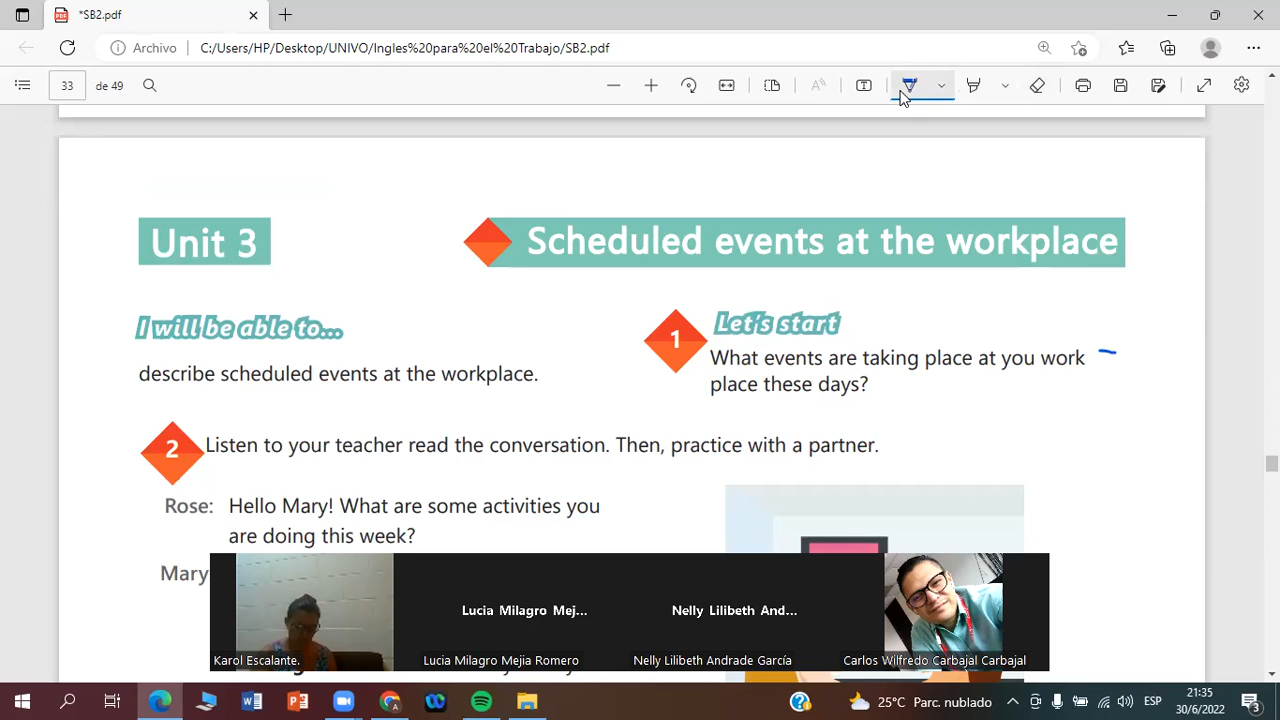 *SB2.pdf
Archivo
C:/Users/HP/Desktop/UNIVO/Ingles%20para%20el%20Trabajo/SB2.pdf
33
de 49
Unit 3
Scheduled events at the workplace
I will be able to...
describe scheduled events at the workplace.
1
Let's start
What events are taking place at you work
place these days?
2
Listen to your teacher read the conversation. Then, practice with a partner.
Rose: Hello Mary! What are some activities you
are doing this week?
Mary
Lucia Milagro Mej...
Nelly Lilibeth And...
Karol Escalante.
Lucia Milagro Mejia Romero
Nelly Lilibeth Andrade García
Carlos Wilfredo Carbajal Carbajal
25°C Parc. nublado
ESP
21:35
30/6/2022
3